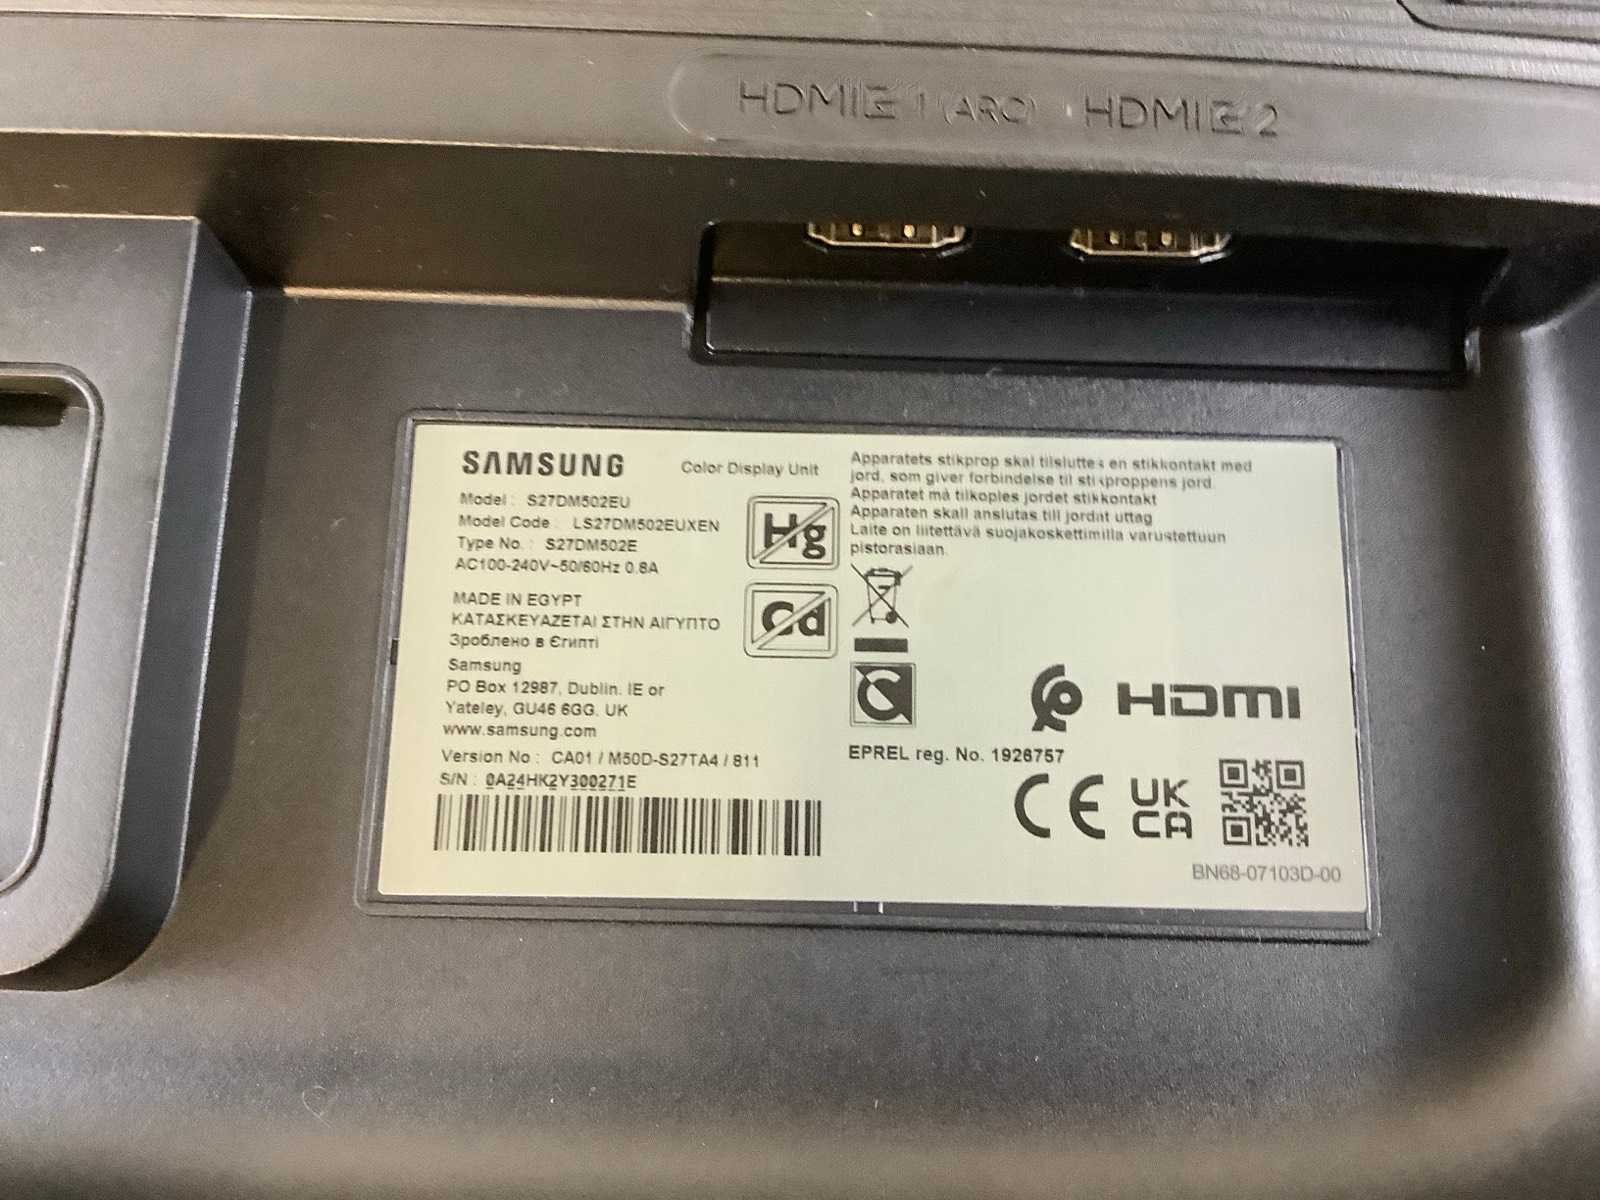 HDMI 1 (ARC) HDMI 2
SAMSUNG
Color Display Unit
Model : S27DM502EU
Model Code : LS27DM502EUXEN
Type No. : S27DM502E
AC100-240V~50/60Hz 0.8A
MADE IN EGYPT
ΚΑΤΑΣΚΕΥΑΖΕΤΑΙ ΣΤΗΝ ΑΙΓΥΠΤΟ
Зроблено в Єгипті
Samsung
PO Box 12987, Dublin. IE or
Yateley, GU46 6GG. UK
www.samsung.com
Version No : CA01 / M50D-S27TA4 / 811
S/N : 0A24HK2Y300271E
Hg
Cd
Apparatets stikprop skal tilsluttes en stikkontakt med
jord, som giver forbindelse til stikproppens jord.
Apparatet må tilkoples jordet stikkontakt
Apparaten skall anslutas till jordat uttag
Laite on liitettävä suojakoskettimilla varustettuun
pistorasiaan.
HDMI
EPREL reg. No. 1926757
CE
UK
CA
BN68-07103D-00